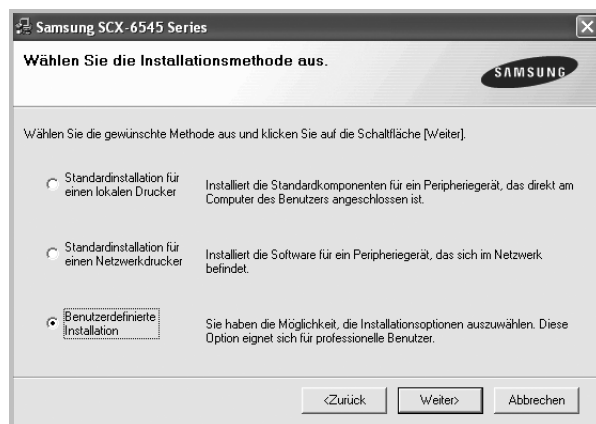 Samsung SCX-6545 Series
Wählen Sie die Installationsmethode aus.
SAMSUNG
Wählen Sie die gewünschte Methode aus und klicken Sie auf die Schaltfläche [Weiter].
Standardinstallation für
einen lokalen Drucker
Installiert die Standardkomponenten für ein Peripheriegerät, das direkt am
Computer des Benutzers angeschlossen ist.
Standardinstallation für
einen Netzwerkdrucker
Installiert die Software für ein Peripheriegerät, das sich im Netzwerk
befindet.
Benutzerdefinierte
Installation
Sie haben die Möglichkeit, die Installationsoptionen auszuwählen. Diese
Option eignet sich für professionelle Benutzer.
<Zurück
Weiter>
Abbrechen